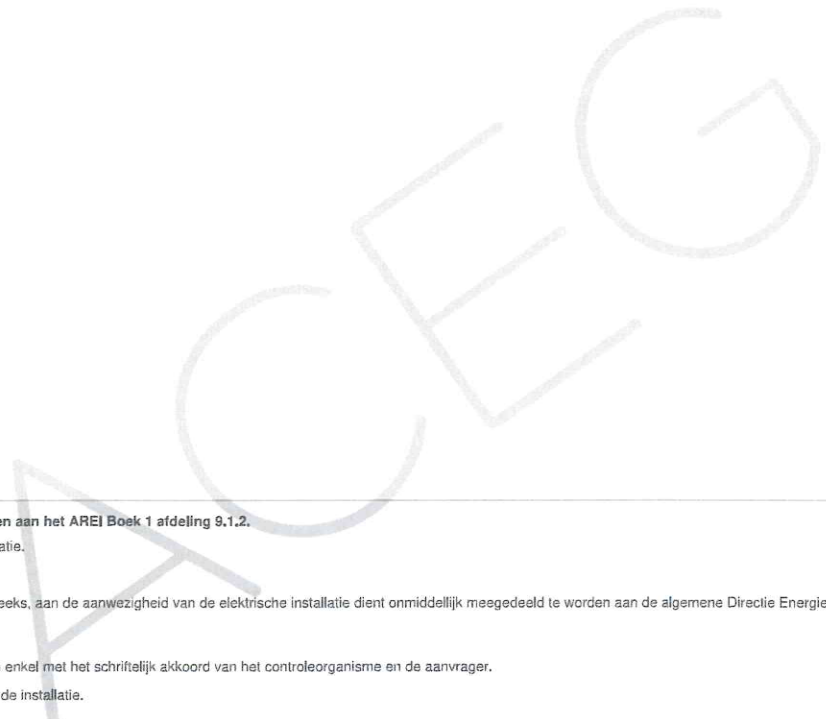 ACEG
en aan het AREI Boek 1 afdeling 9.1.2.
atie.
eeks, aan de aanwezigheid van de elektrische installatie dient onmiddellijk meegedeeld te worden aan de algemene Directie Energie
enkel met het schriftelijk akkoord van het controleorganisme en de aanvrager.
de installatie.